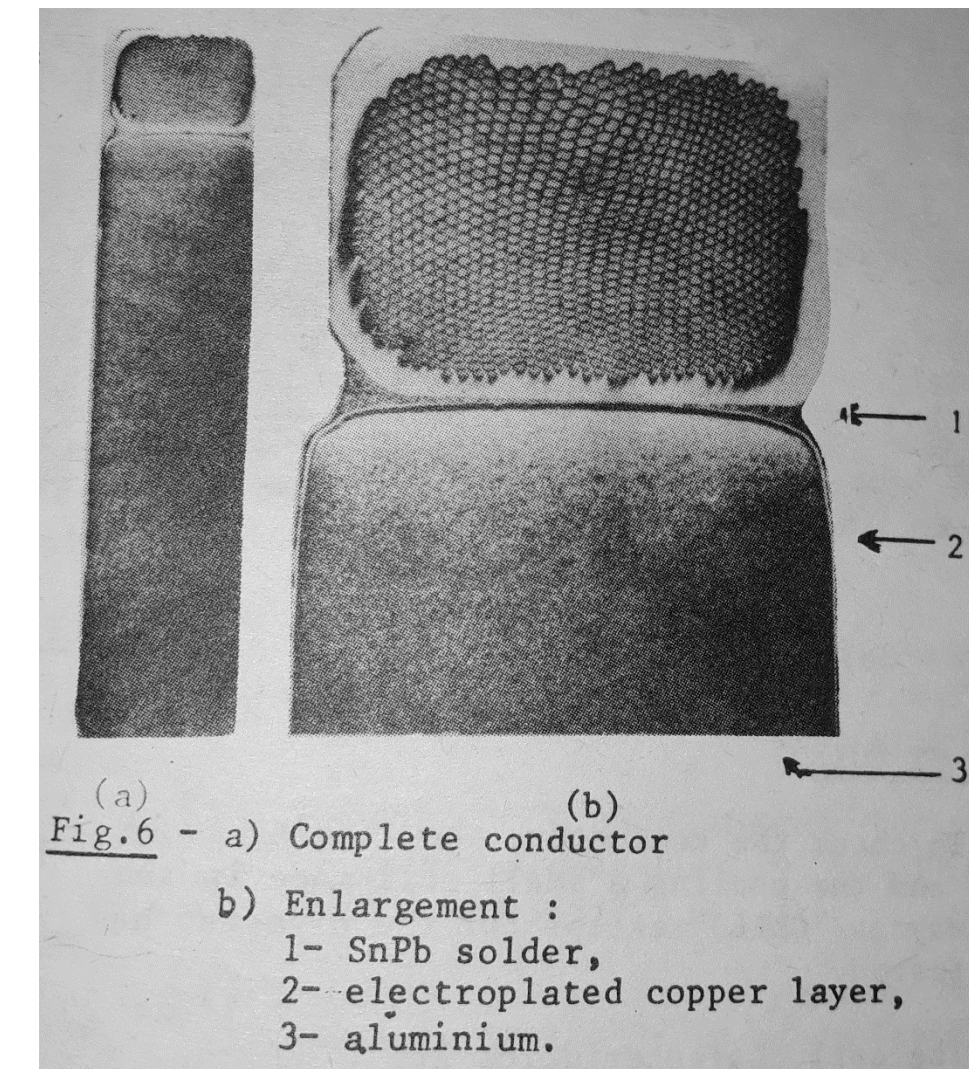 1
2
3
(a)
(b)
Fig.6 - a) Complete conductor
b) Enlargement :
1- SnPb solder,
2- electroplated copper layer,
3- aluminium.